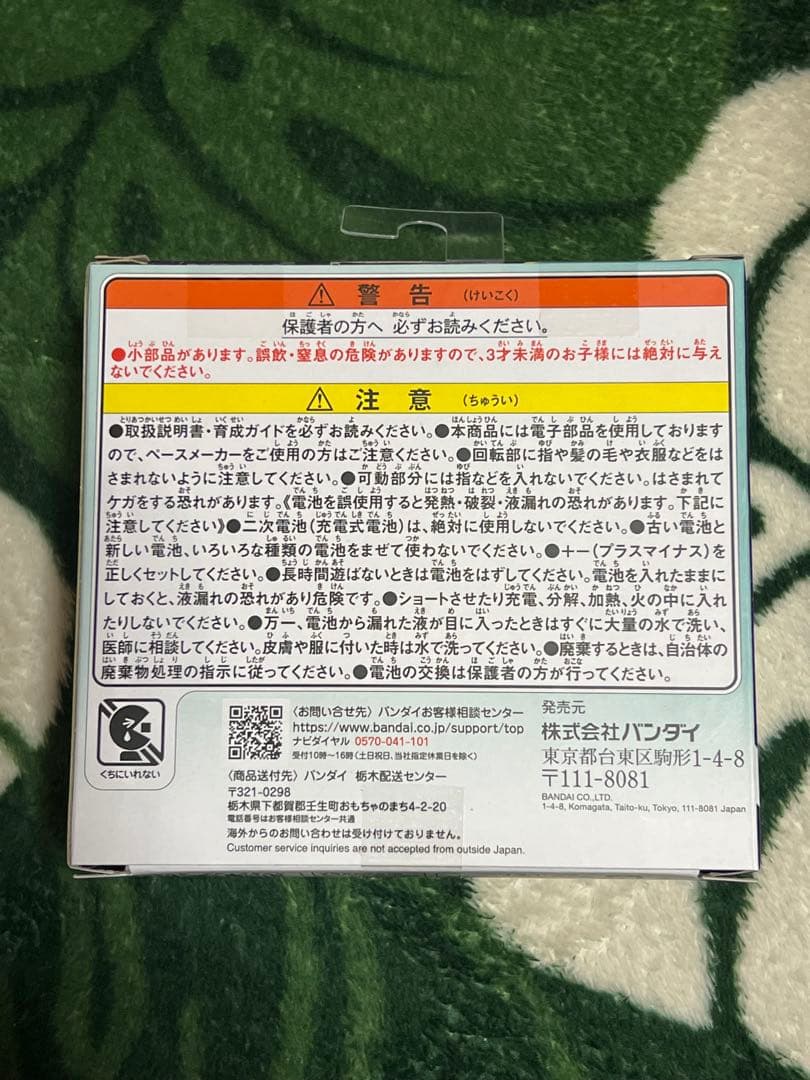 ⚠ 警告 (けいこく)
保護者の方へ 必ずお読みください。
●小部品があります。誤飲・窒息の危険がありますので、3才未満のお子様には絶対に与え
ないでください。
⚠ 注意 (ちゅうい)
●取扱説明書・育成ガイドを必ずお読みください。●本商品には電子部品を使用しております
ので、ペースメーカーをご使用の方はご注意ください。●回転部に指や髪の毛や衣服などをは
さまれないように注意してください。●可動部分には指などを入れないでください。はさまれて
ケガをする恐れがあります。《電池を誤使用すると発熱・破裂・液漏れの恐れがあります。下記に
注意してください》●二次電池(充電式電池)は、絶対に使用しないでください。●古い電池と
新しい電池、いろいろな種類の電池をまぜて使わないでください。●+-(プラスマイナス)を
正しくセットしてください。●長時間遊ばないときは電池をはずしてください。電池を入れたままに
しておくと、液漏れの恐れがあり危険です。●ショートさせたり充電、分解、加熱、火の中に入れ
たりしないでください。●万一、電池から漏れた液が目に入ったときはすぐに大量の水で洗い、
医師に相談してください。皮膚や服に付いた時は水で洗ってください。●廃棄するときは、自治体の
廃棄物処理の指示に従ってください。●電池の交換は保護者の方が行ってください。
くちにいれない
〈お問い合せ先〉バンダイお客様相談センター
https://www.bandai.co.jp/support/top
ナビダイヤル 0570-041-101
受付10時〜16時(土日祝日、当社指定休業日を除く)
〈商品送付先〉バンダイ 栃木配送センター
〒321-0298
栃木県下都賀郡壬生町おもちゃのまち4-2-20
電話番号はお客様相談センター共通
海外からのお問い合わせは受け付けておりません。
Customer service inquiries are not accepted from outside Japan.
発売元
株式会社バンダイ
東京都台東区駒形1-4-8
〒111-8081
BANDAI CO.,LTD.
1-4-8, Komagata, Taito-ku, Tokyo, 111-8081 Japan